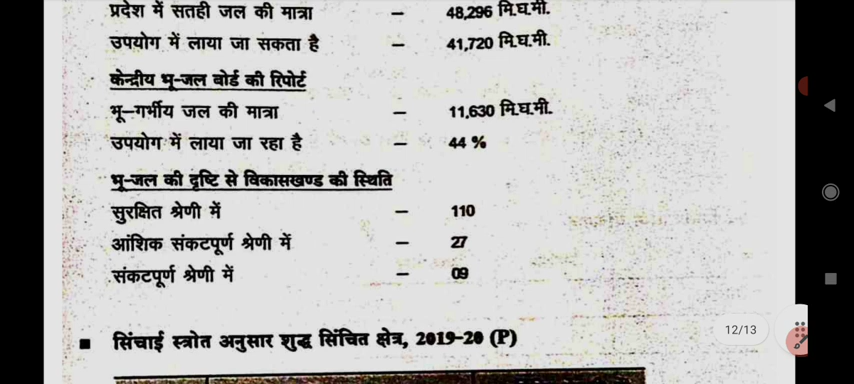 प्रदेश में सतही जल की मात्रा – 48,296 मि.घ.मी.
उपयोग में लाया जा सकता है – 41,720 मि.घ.मी.
केन्द्रीय भू-जल बोर्ड की रिपोर्ट
भू-गर्भीय जल की मात्रा – 11,630 मि.घ.मी.
उपयोग में लाया जा रहा है – 44 %
भू-जल की दृष्टि से विकासखण्ड की स्थिति
सुरक्षित श्रेणी में – 110
आंशिक संकटपूर्ण श्रेणी में – 27
संकटपूर्ण श्रेणी में – 09
■ सिंचाई स्त्रोत अनुसार शुद्ध सिंचित क्षेत्र, 2019-20 (P)
12/13